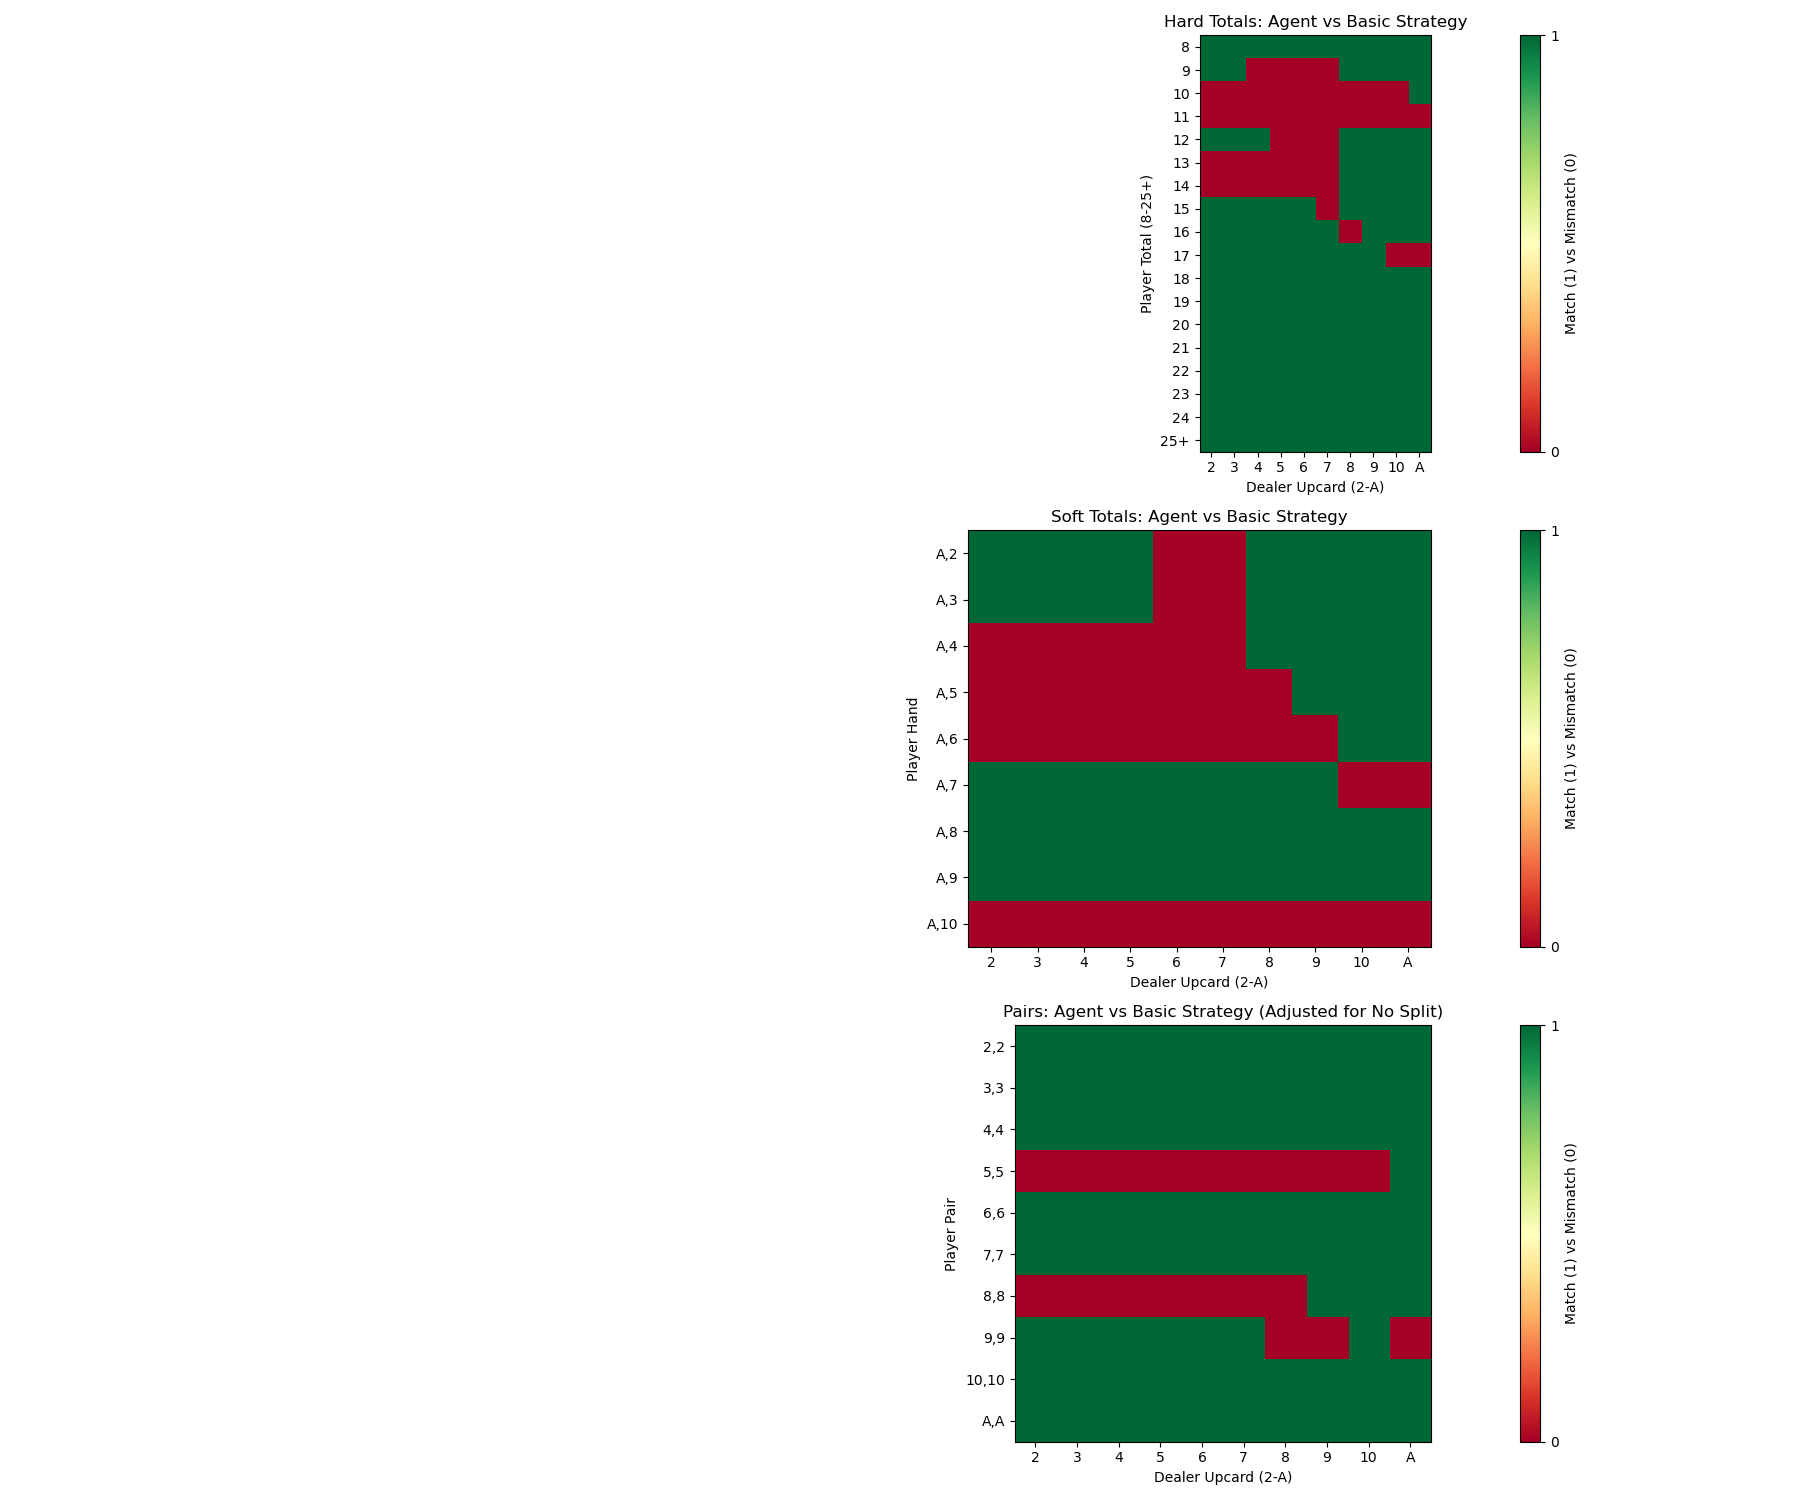 Hard Totals: Agent vs Basic Strategy
Player Total (8-25+)
8
9
10
11
12
13
14
15
16
17
18
19
20
21
22
23
24
25+
2 3 4 5 6 7 8 9 10 A
Dealer Upcard (2-A)
1
0
Match (1) vs Mismatch (0)
Soft Totals: Agent vs Basic Strategy
Player Hand
A,2
A,3
A,4
A,5
A,6
A,7
A,8
A,9
A,10
2 3 4 5 6 7 8 9 10 A
Dealer Upcard (2-A)
1
0
Match (1) vs Mismatch (0)
Pairs: Agent vs Basic Strategy (Adjusted for No Split)
Player Pair
2,2
3,3
4,4
5,5
6,6
7,7
8,8
9,9
10,10
A,A
2 3 4 5 6 7 8 9 10 A
Dealer Upcard (2-A)
1
0
Match (1) vs Mismatch (0)